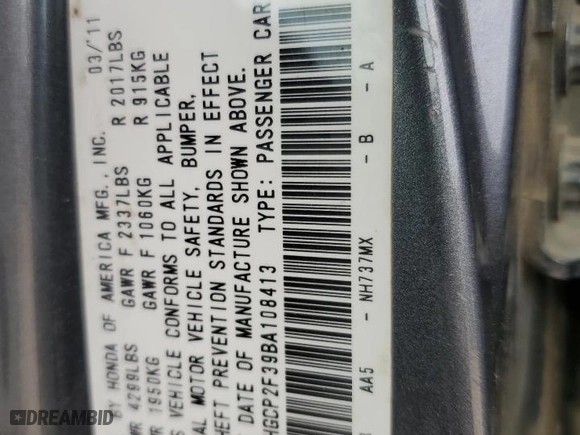 03/'11
BY HONDA OF AMERICA MFG., INC.
4299LBS GAWR F 2337LBS R 2017LBS
1950KG GAWR F 1060KG R 915KG
VEHICLE CONFORMS TO ALL APPLICABLE
MOTOR VEHICLE SAFETY, BUMPER,
THEFT PREVENTION STANDARDS IN EFFECT
DATE OF MANUFACTURE SHOWN ABOVE.
HGCP2F39BA108413 TYPE: PASSENGER CAR
AA5 - NH737MX - B - A
DREAMBID